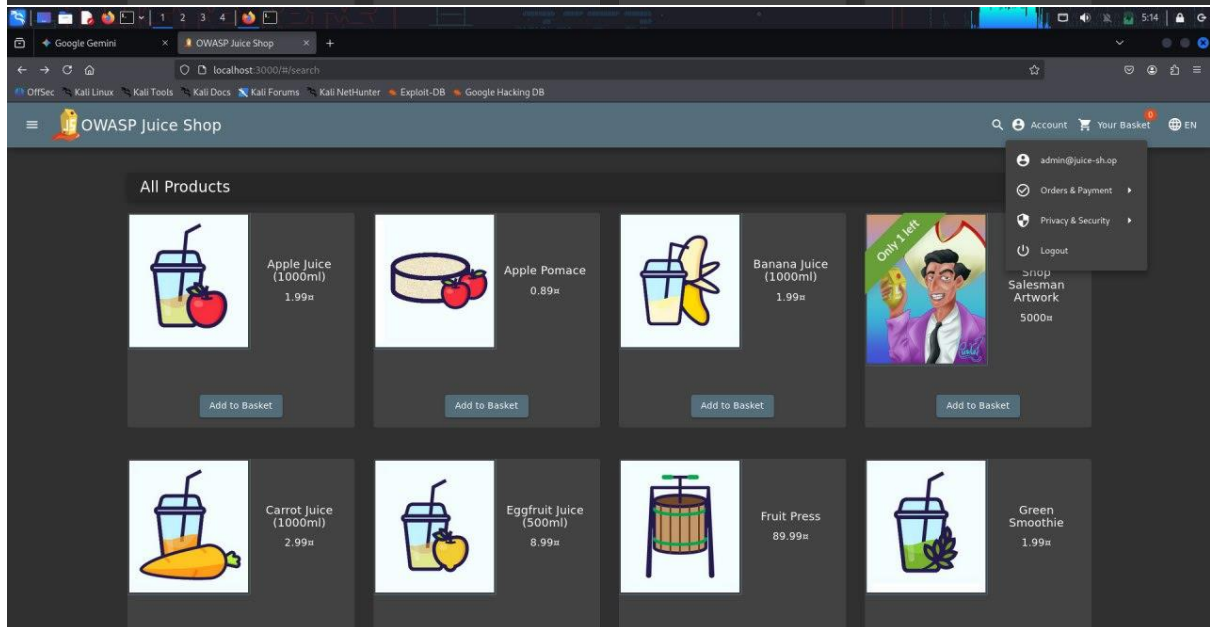 1 2 3 4
5:14
Google Gemini
OWASP Juice Shop
localhost:3000/#/search
OffSec
Kali Linux
Kali Tools
Kali Docs
Kali Forums
Kali NetHunter
Exploit-DB
Google Hacking DB
OWASP Juice Shop
Account
Your Basket
0
EN
admin@juice-sh.op
Orders & Payment
Privacy & Security
Logout
All Products
Apple Juice
(1000ml)
1.99¤
Add to Basket
Apple Pomace
0.89¤
Add to Basket
Banana Juice
(1000ml)
1.99¤
Add to Basket
Only 1 left
Shop
Salesman
Artwork
5000¤
Add to Basket
Carrot Juice
(1000ml)
2.99¤
Eggfruit Juice
(500ml)
8.99¤
Fruit Press
89.99¤
Green
Smoothie
1.99¤